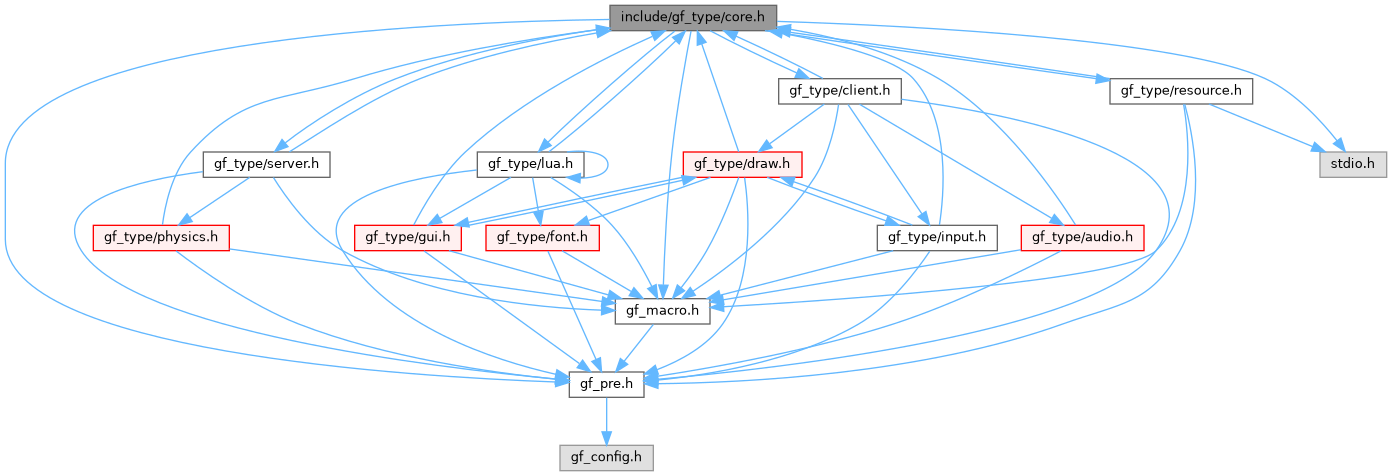 include/gf_type/core.h
gf_type/client.h
gf_type/resource.h
gf_type/server.h
gf_type/lua.h
gf_type/draw.h
stdio.h
gf_type/physics.h
gf_type/gui.h
gf_type/font.h
gf_type/input.h
gf_type/audio.h
gf_macro.h
gf_pre.h
gf_config.h